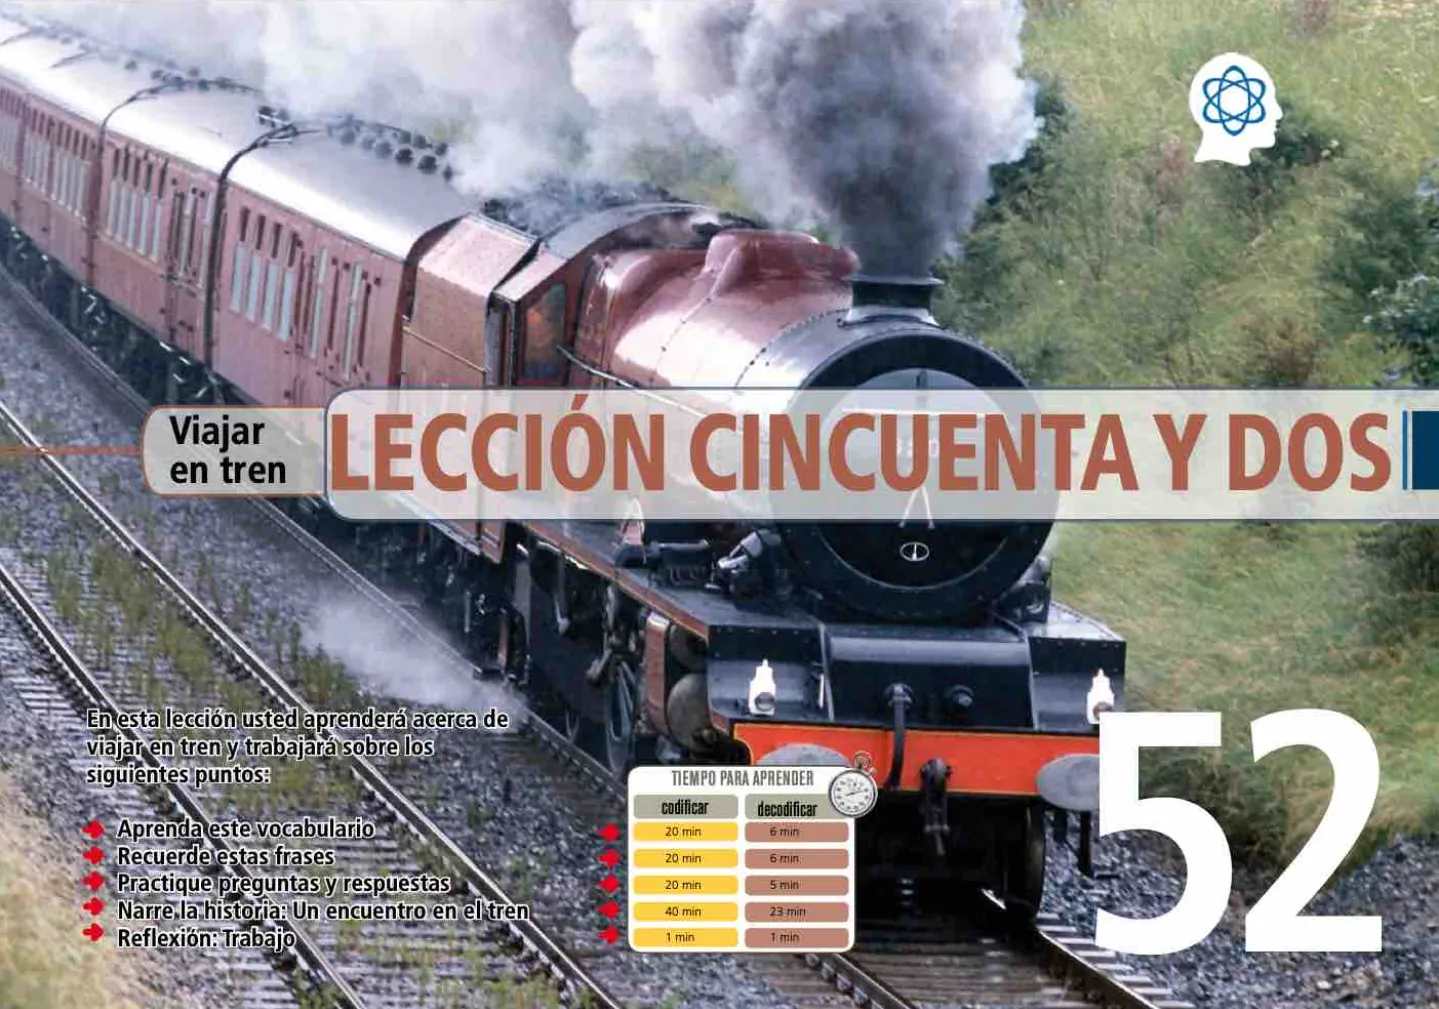 Viajar
en tren
LECCIÓN CINCUENTA Y DOS
En esta lección usted aprenderá acerca de
viajar en tren y trabajará sobre los
siguientes puntos:
Aprenda este vocabulario
Recuerde estas frases
Practique preguntas y respuestas
Narre la historia: Un encuentro en el tren
Reflexión: Trabajo
TIEMPO PARA APRENDER
codificar decodificar
20 min 6 min
20 min 6 min
20 min 5 min
40 min 23 min
1 min 1 min
52